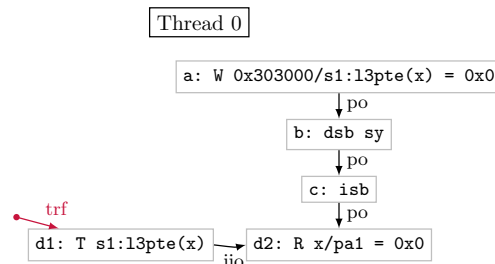 Thread 0
a: W 0x303000/s1:l3pte(x) = 0x0
po
b: dsb sy
po
c: isb
po
trf
d1: T s1:l3pte(x)
iio
d2: R x/pa1 = 0x0